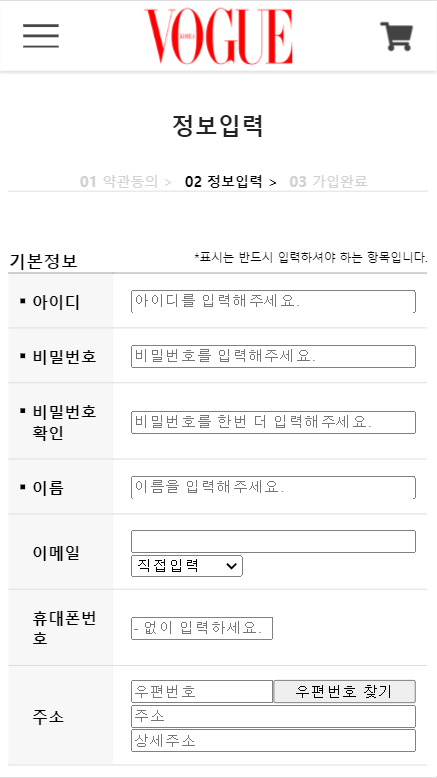 VOGUE
KOREA
정보입력
01 약관동의 > 02 정보입력 > 03 가입완료
기본정보
*표시는 반드시 입력하셔야 하는 항목입니다.
▪ 아이디
아이디를 입력해주세요.
▪ 비밀번호
비밀번호를 입력해주세요.
▪ 비밀번호
확인
비밀번호를 한번 더 입력해주세요.
▪ 이름
이름을 입력해주세요.
이메일
직접입력
휴대폰번
호
- 없이 입력하세요.
주소
우편번호
우편번호 찾기
주소
상세주소